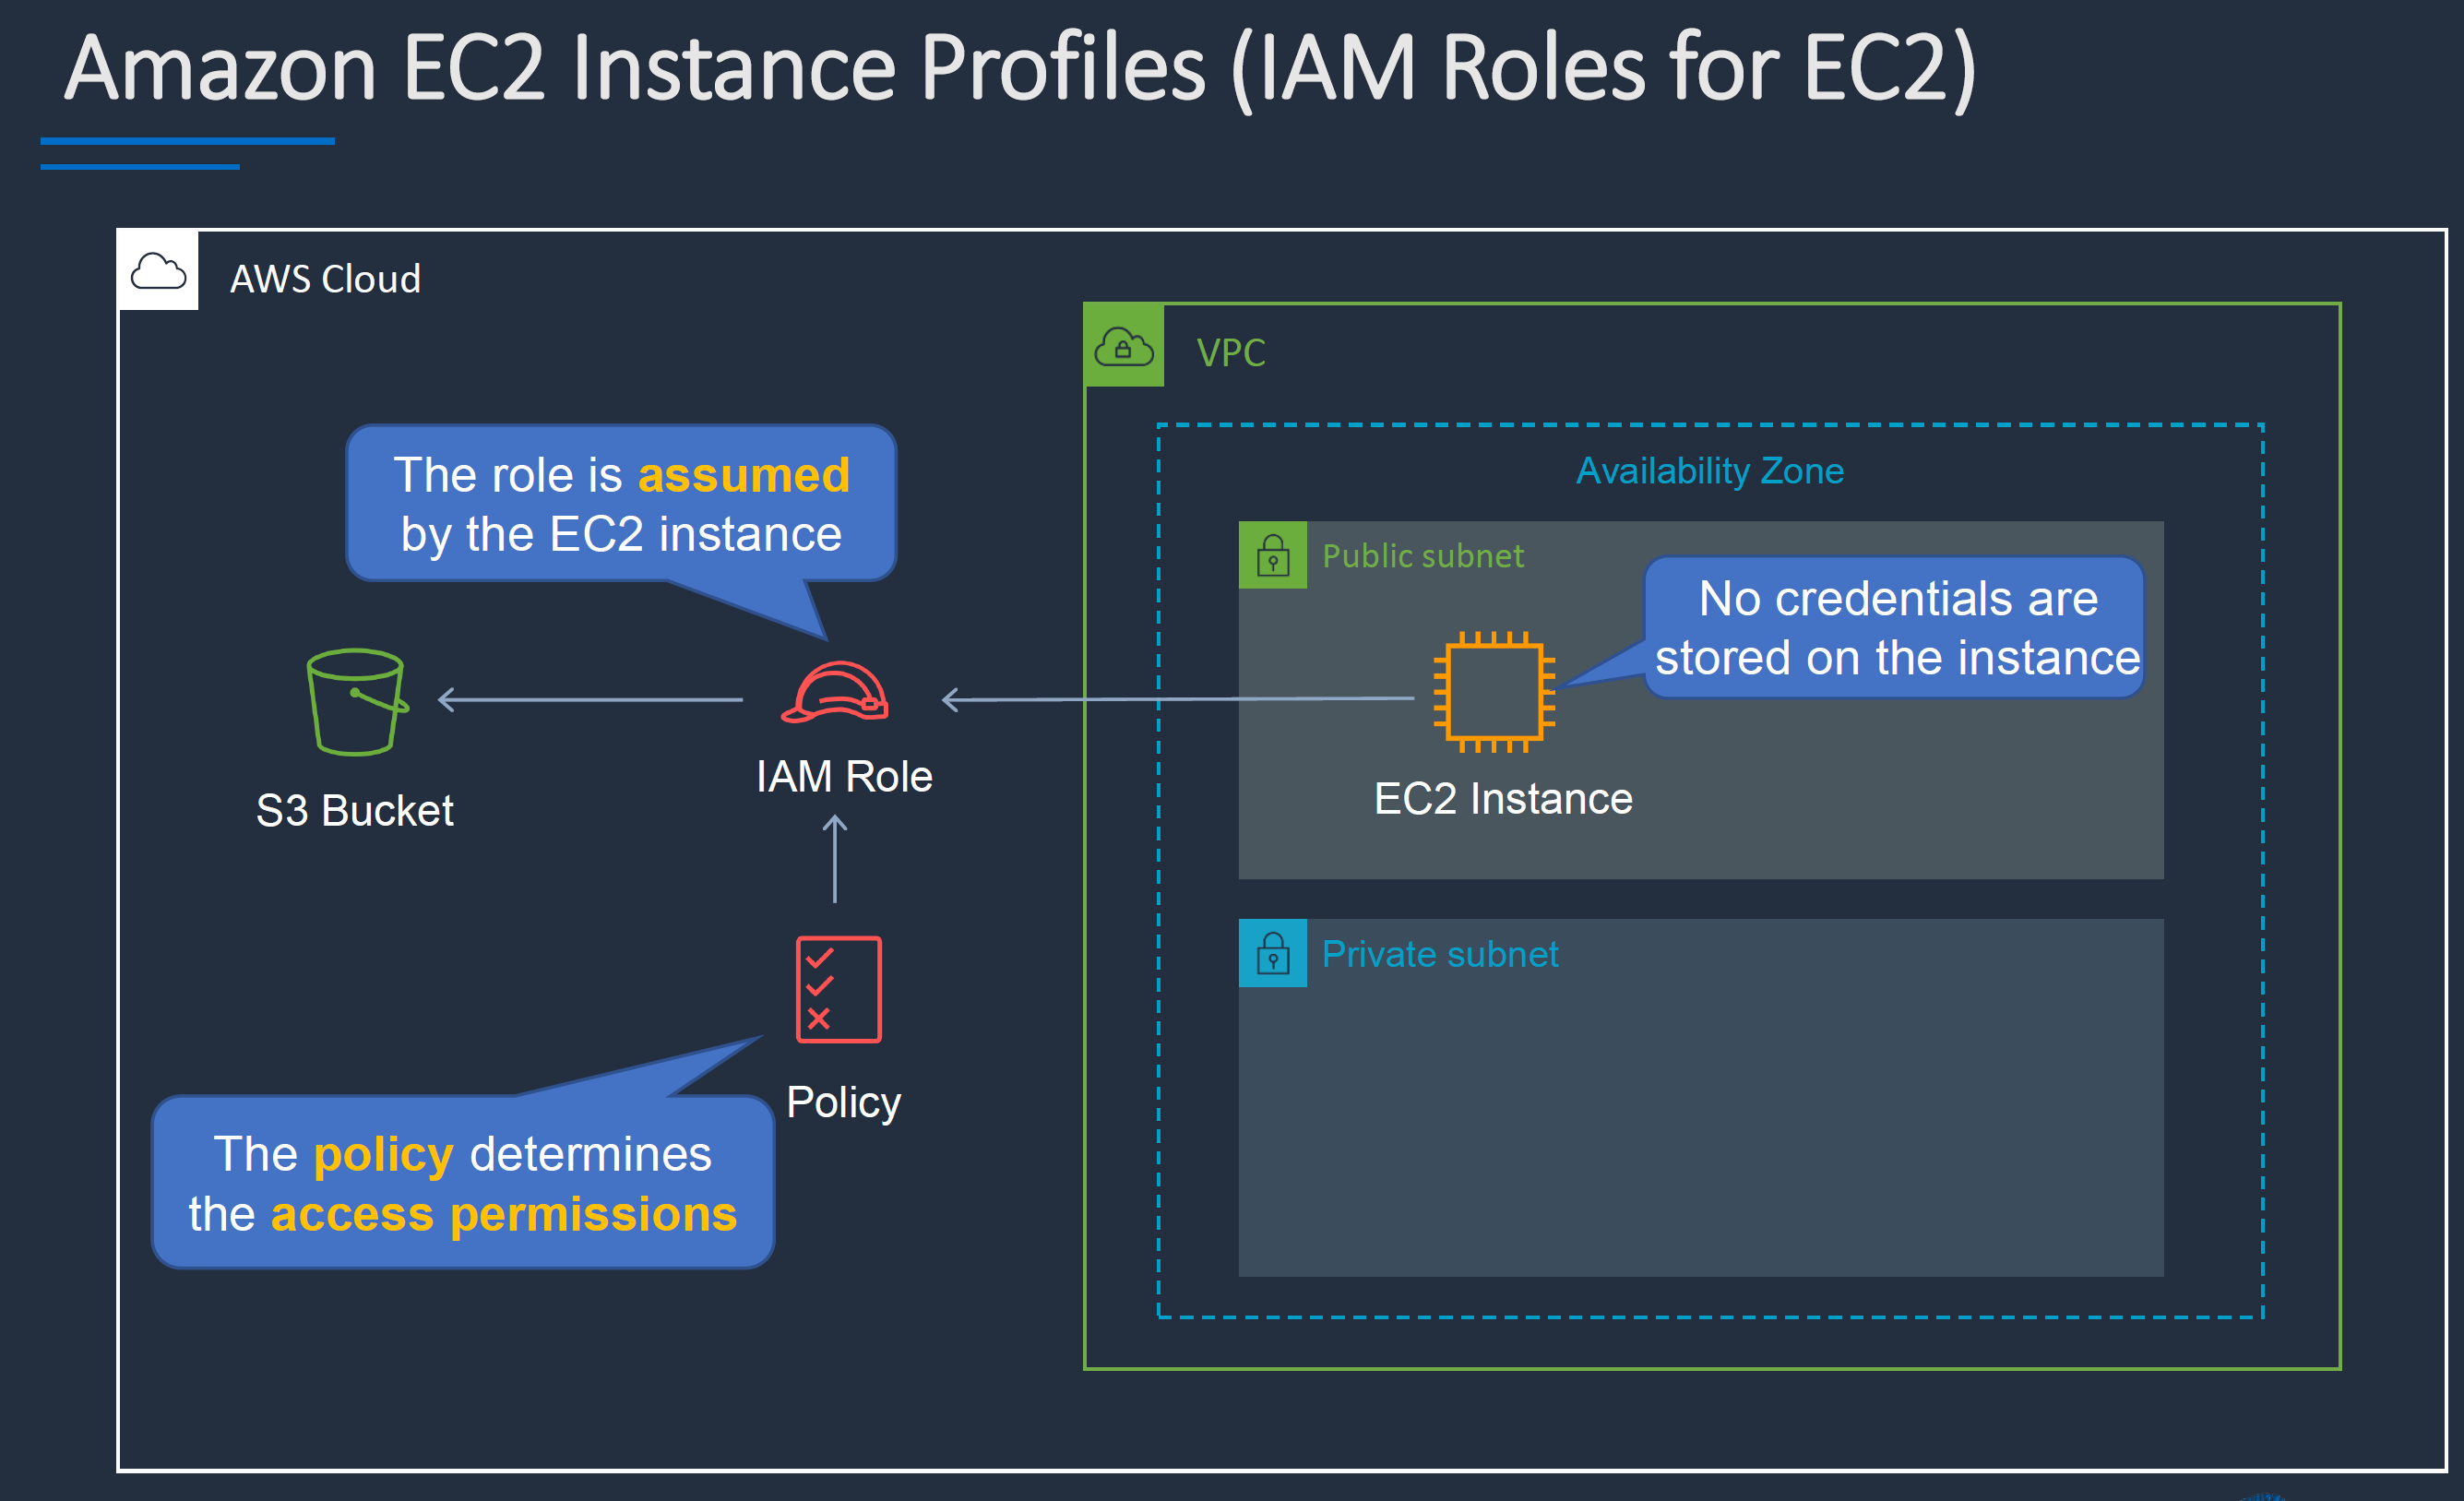 Amazon EC2 Instance Profiles (IAM Roles for EC2)
AWS Cloud
VPC
The role is assumed
by the EC2 instance
Availability Zone
Public subnet
No credentials are
stored on the instance
S3 Bucket
IAM Role
EC2 Instance
Private subnet
Policy
The policy determines
the access permissions